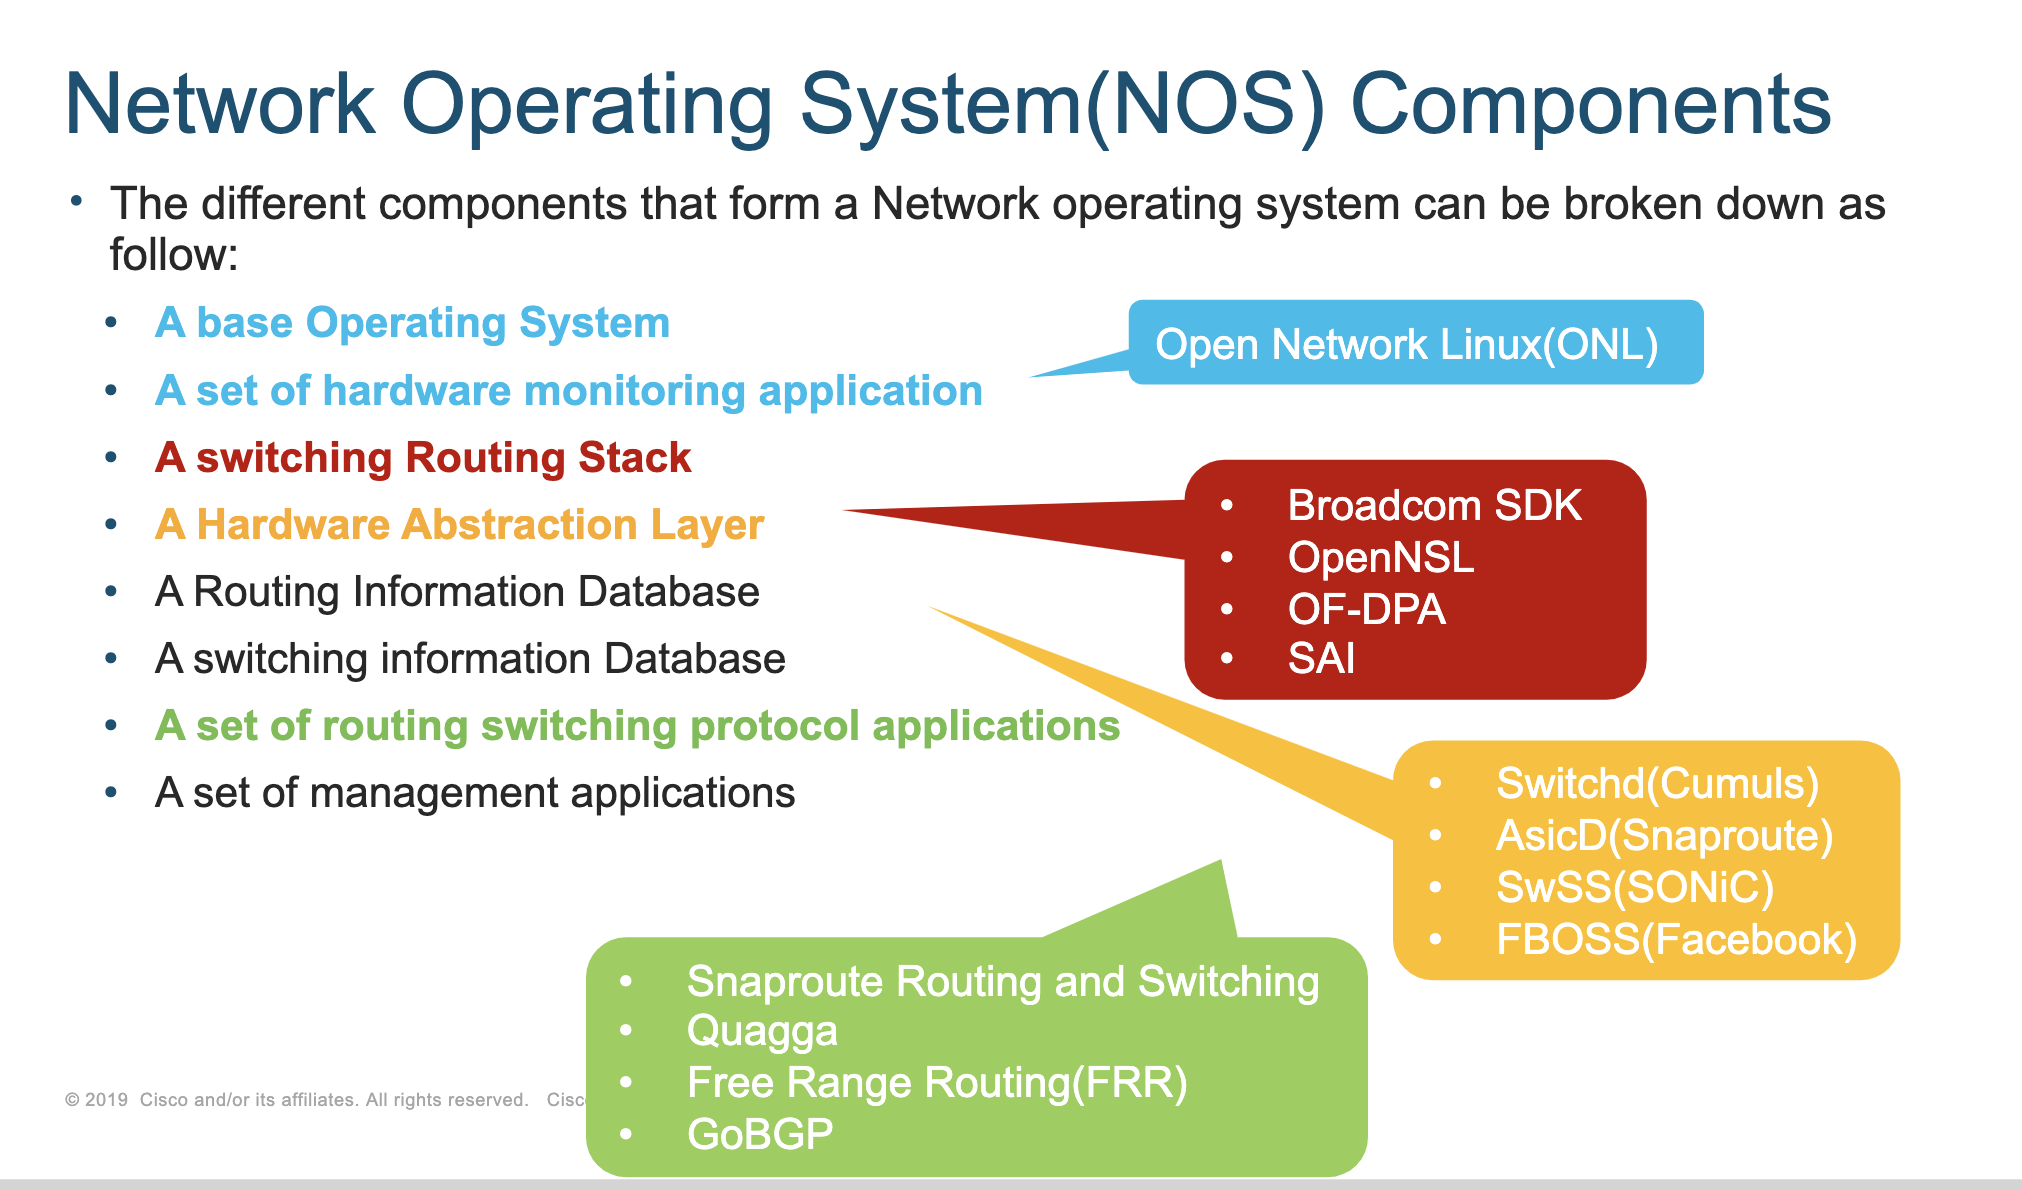 Network Operating System(NOS) Components
• The different components that form a Network operating system can be broken down as
follow:
• A base Operating System
• A set of hardware monitoring application
• A switching Routing Stack
• A Hardware Abstraction Layer
• A Routing Information Database
• A switching information Database
• A set of routing switching protocol applications
• A set of management applications
Open Network Linux(ONL)
• Broadcom SDK
• OpenNSL
• OF-DPA
• SAI
• Switchd(Cumuls)
• AsicD(Snaproute)
• SwSS(SONiC)
• FBOSS(Facebook)
• Snaproute Routing and Switching
• Quagga
• Free Range Routing(FRR)
• GoBGP
© 2019 Cisco and/or its affiliates. All rights reserved.